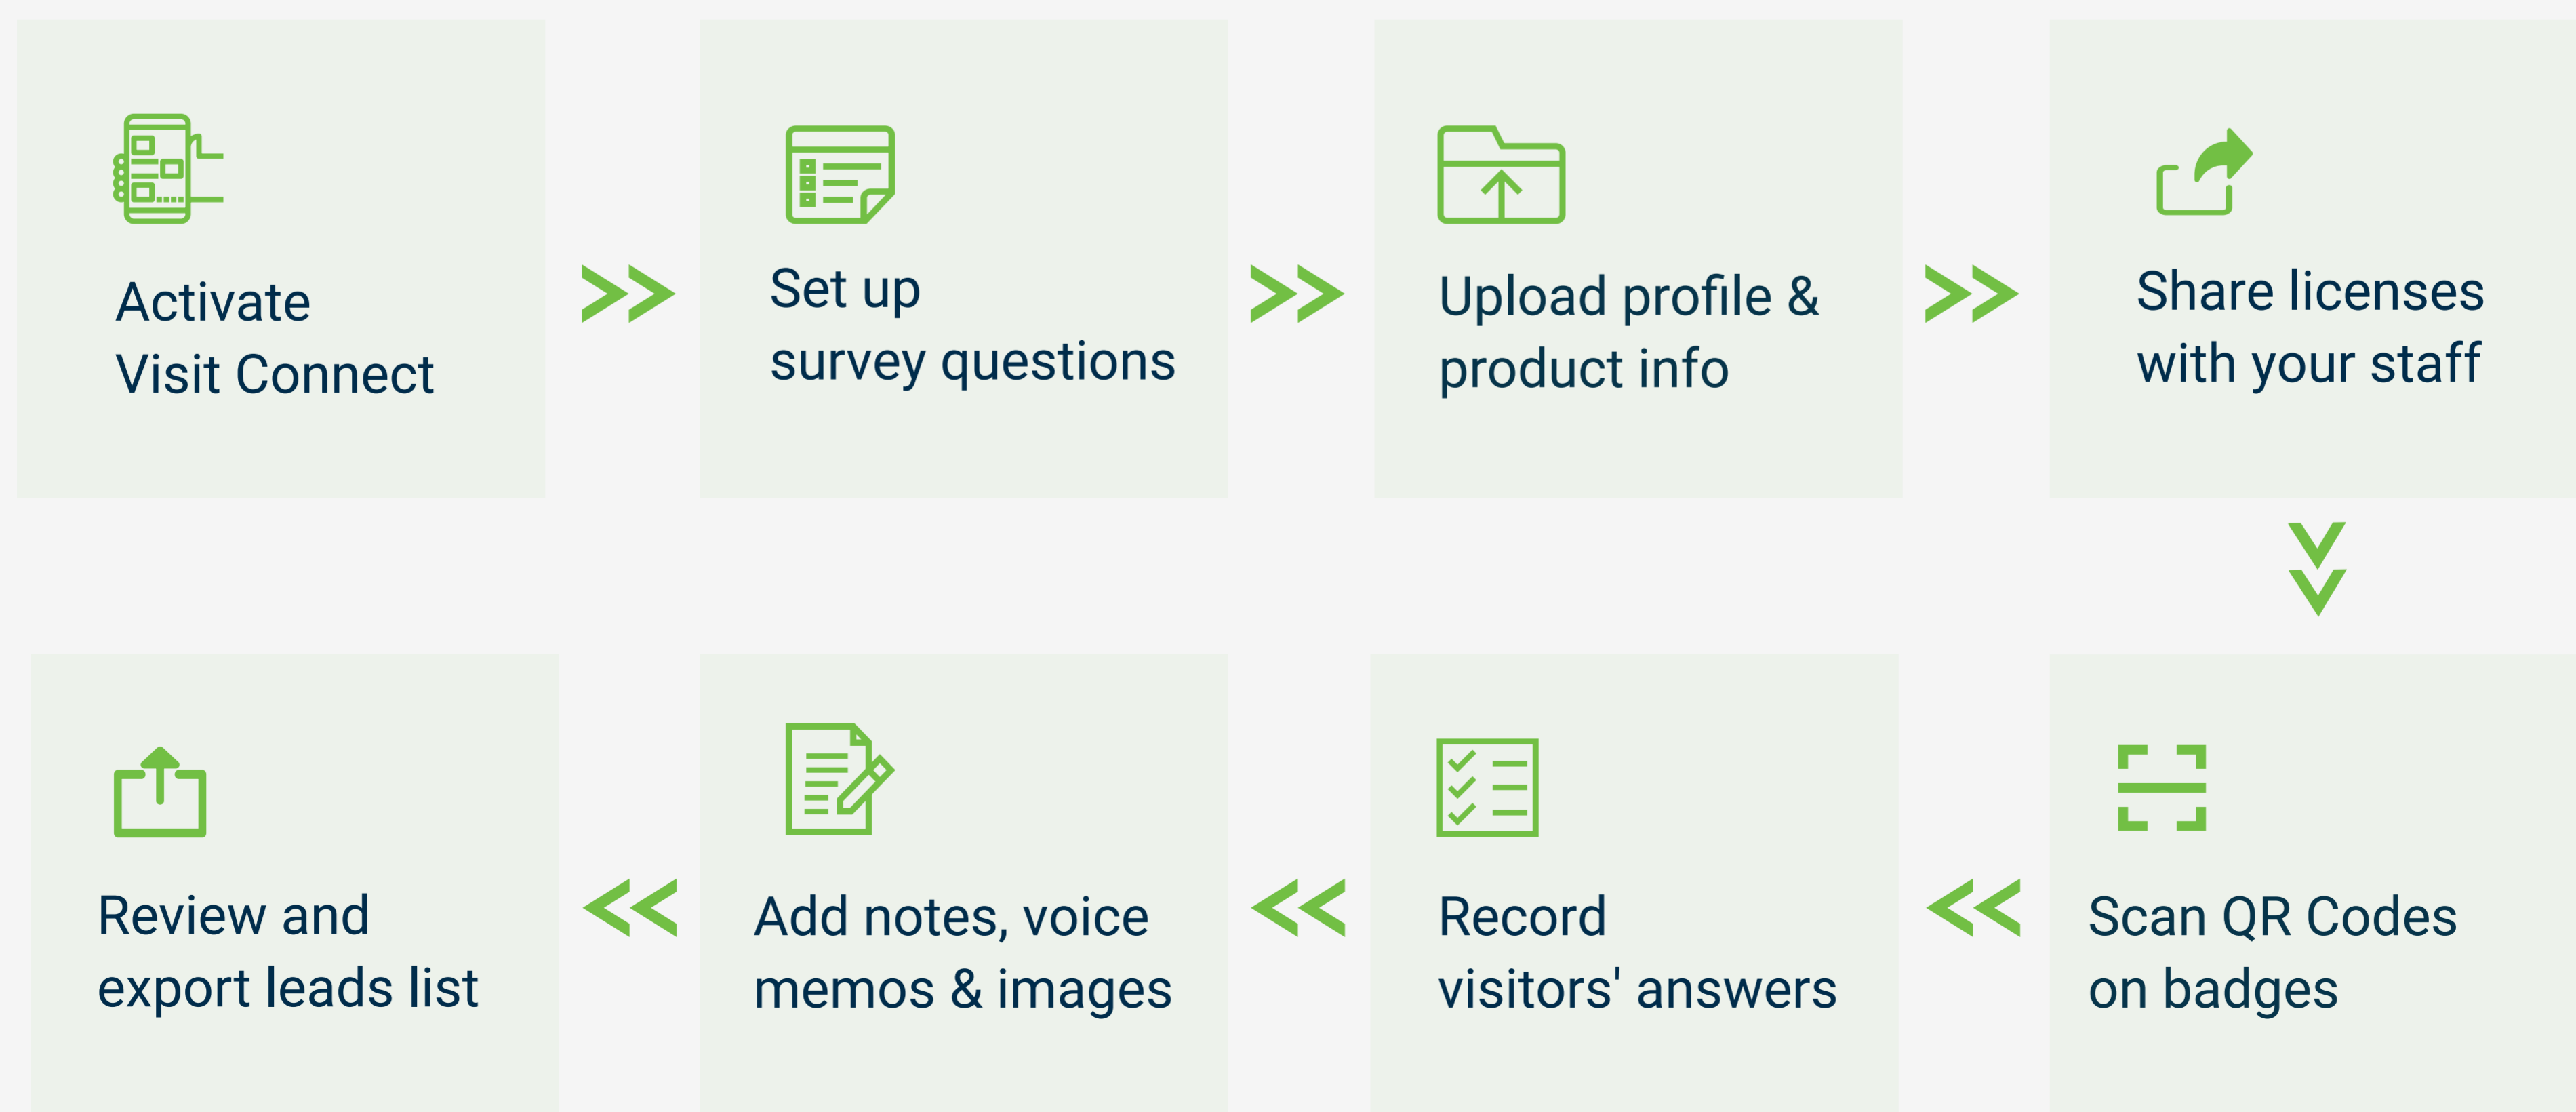 Activate
Visit Connect
Set up
survey questions
Upload profile &
product info
Share licenses
with your staff
Scan QR Codes
on badges
Record
visitors' answers
Add notes, voice
memos & images
Review and
export leads list